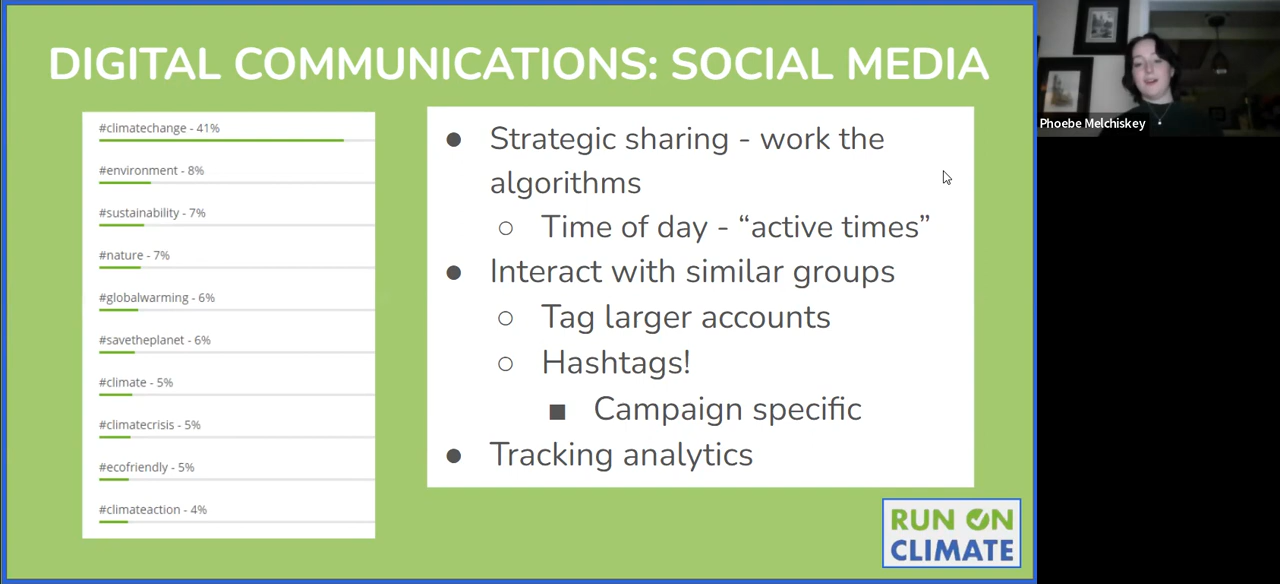 DIGITAL COMMUNICATIONS: SOCIAL MEDIA
#climatechange - 41%
#environment - 8%
#sustainability - 7%
#nature - 7%
#globalwarming - 6%
#savetheplanet - 6%
#climate - 5%
#climatecrisis - 5%
#ecofriendly - 5%
#climateaction - 4%
● Strategic sharing - work the
algorithms
○ Time of day - “active times”
● Interact with similar groups
○ Tag larger accounts
○ Hashtags!
■ Campaign specific
● Tracking analytics
RUN ON
CLIMATE
Phoebe Melchiskey